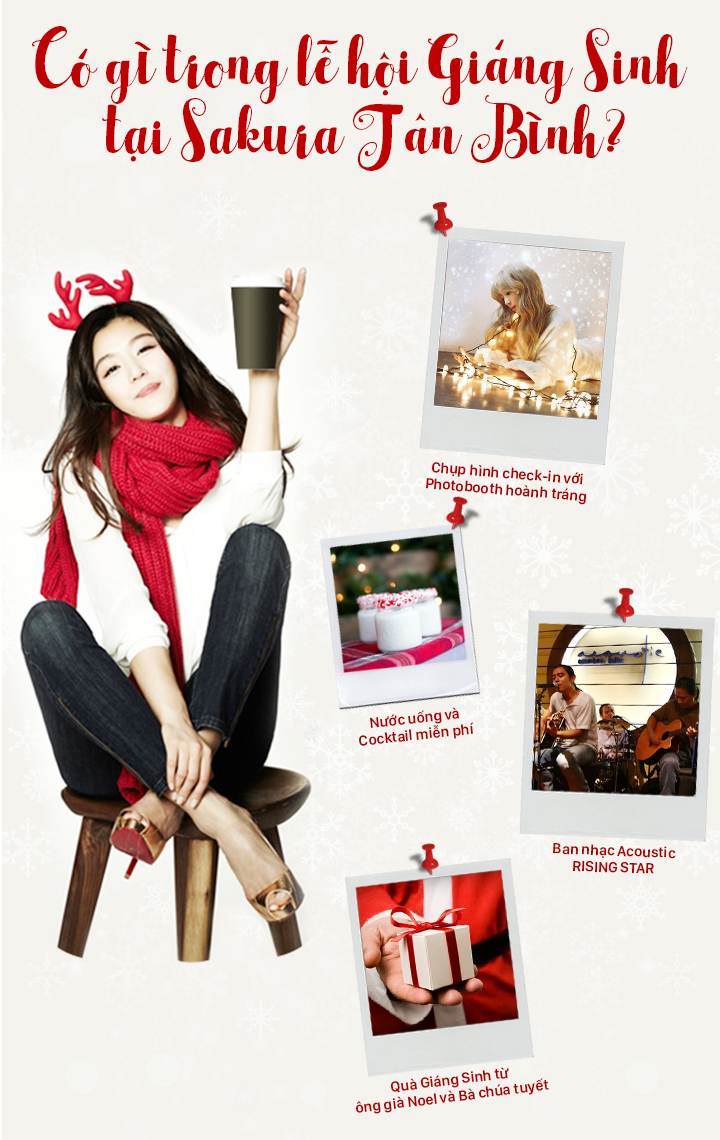 Có gì trong lễ hội Giáng Sinh
tại Sakura Tân Bình?
Chụp hình check-in với
Photobooth hoành tráng
Nước uống và
Cocktail miễn phí
acoustic
Ban nhạc Acoustic
RISING STAR
Quà Giáng Sinh từ
ông già Noel và Bà chúa tuyết